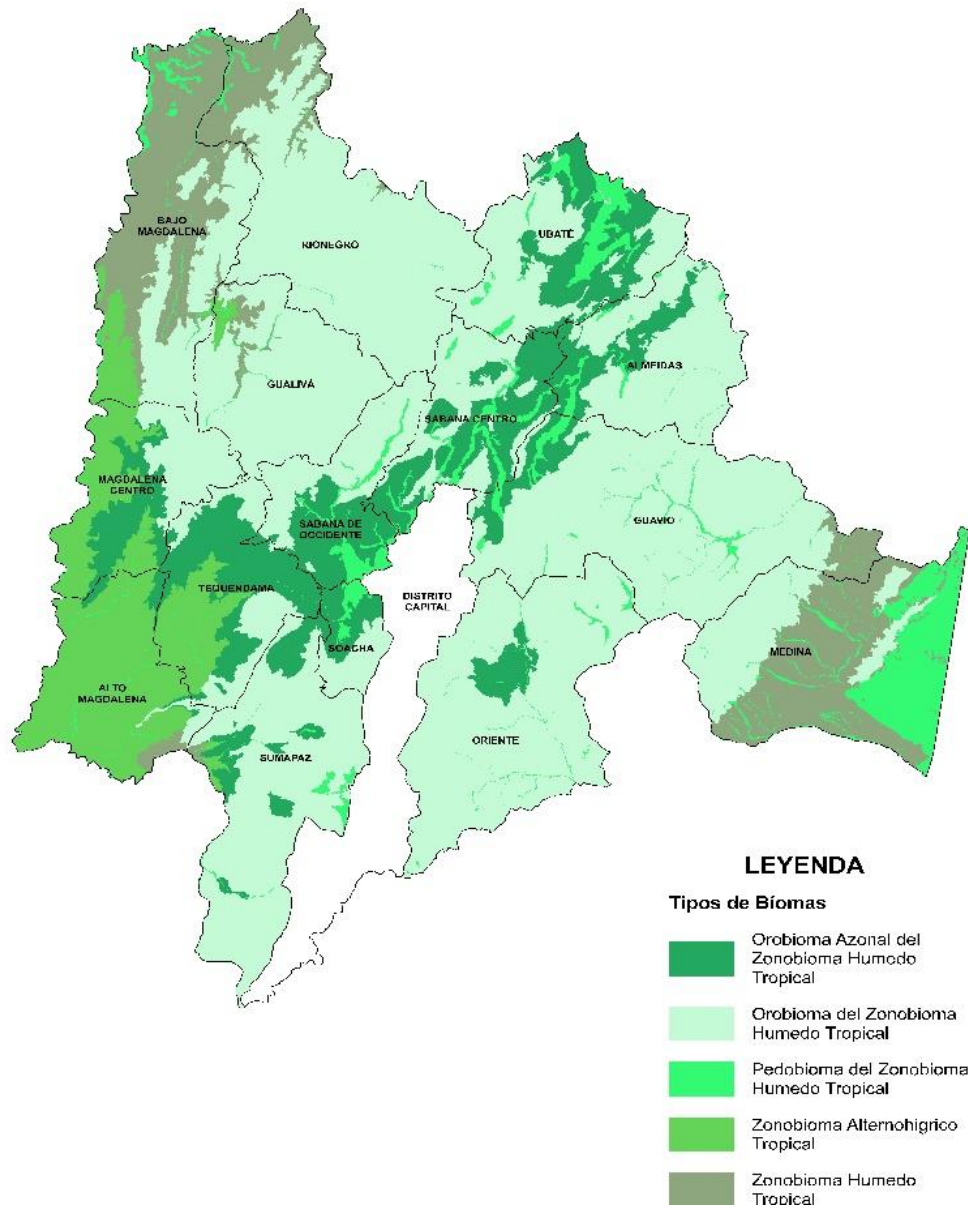 UBATÉ
BAJO
MAGDALENA
RIONEGRO
ALMEIDAS
GUALIVÁ
SABANA CENTRO
MAGDALENA
CENTRO
SABANA DE
OCCIDENTE
GUAVIO
TEQUENDAMA
DISTRITO
CAPITAL
SOACHA
MEDINA
ALTO
MAGDALENA
ORIENTE
SUMAPAZ
LEYENDA
Tipos de Bíomas
Orobioma Azonal del
Zonobioma Humedo
Tropical
Orobioma del Zonobioma
Humedo Tropical
Pedobioma del Zonobioma
Humedo Tropical
Zonobioma Alternohigrico
Tropical
Zonobioma Humedo
Tropical